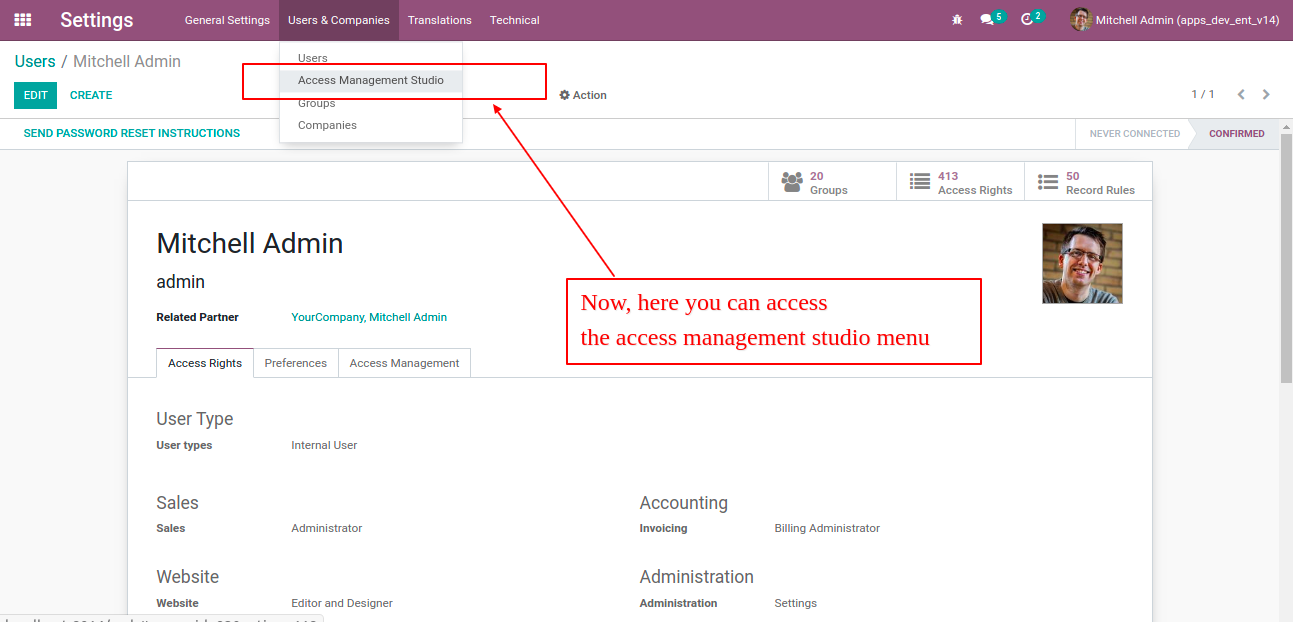 Settings General Settings Users & Companies Translations Technical 5 2 Mitchell Admin (apps_dev_ent_v14)
Users / Mitchell Admin
Users
Access Management Studio
Groups
Companies
EDIT CREATE Action 1 / 1
SEND PASSWORD RESET INSTRUCTIONS NEVER CONNECTED CONFIRMED
20 Groups
413 Access Rights
50 Record Rules
Mitchell Admin
admin
Related Partner YourCompany, Mitchell Admin
Now, here you can access
the access management studio menu
Access Rights Preferences Access Management
User Type
User types Internal User
Sales Accounting
Sales Administrator Invoicing Billing Administrator
Website Administration
Website Editor and Designer Administration Settings